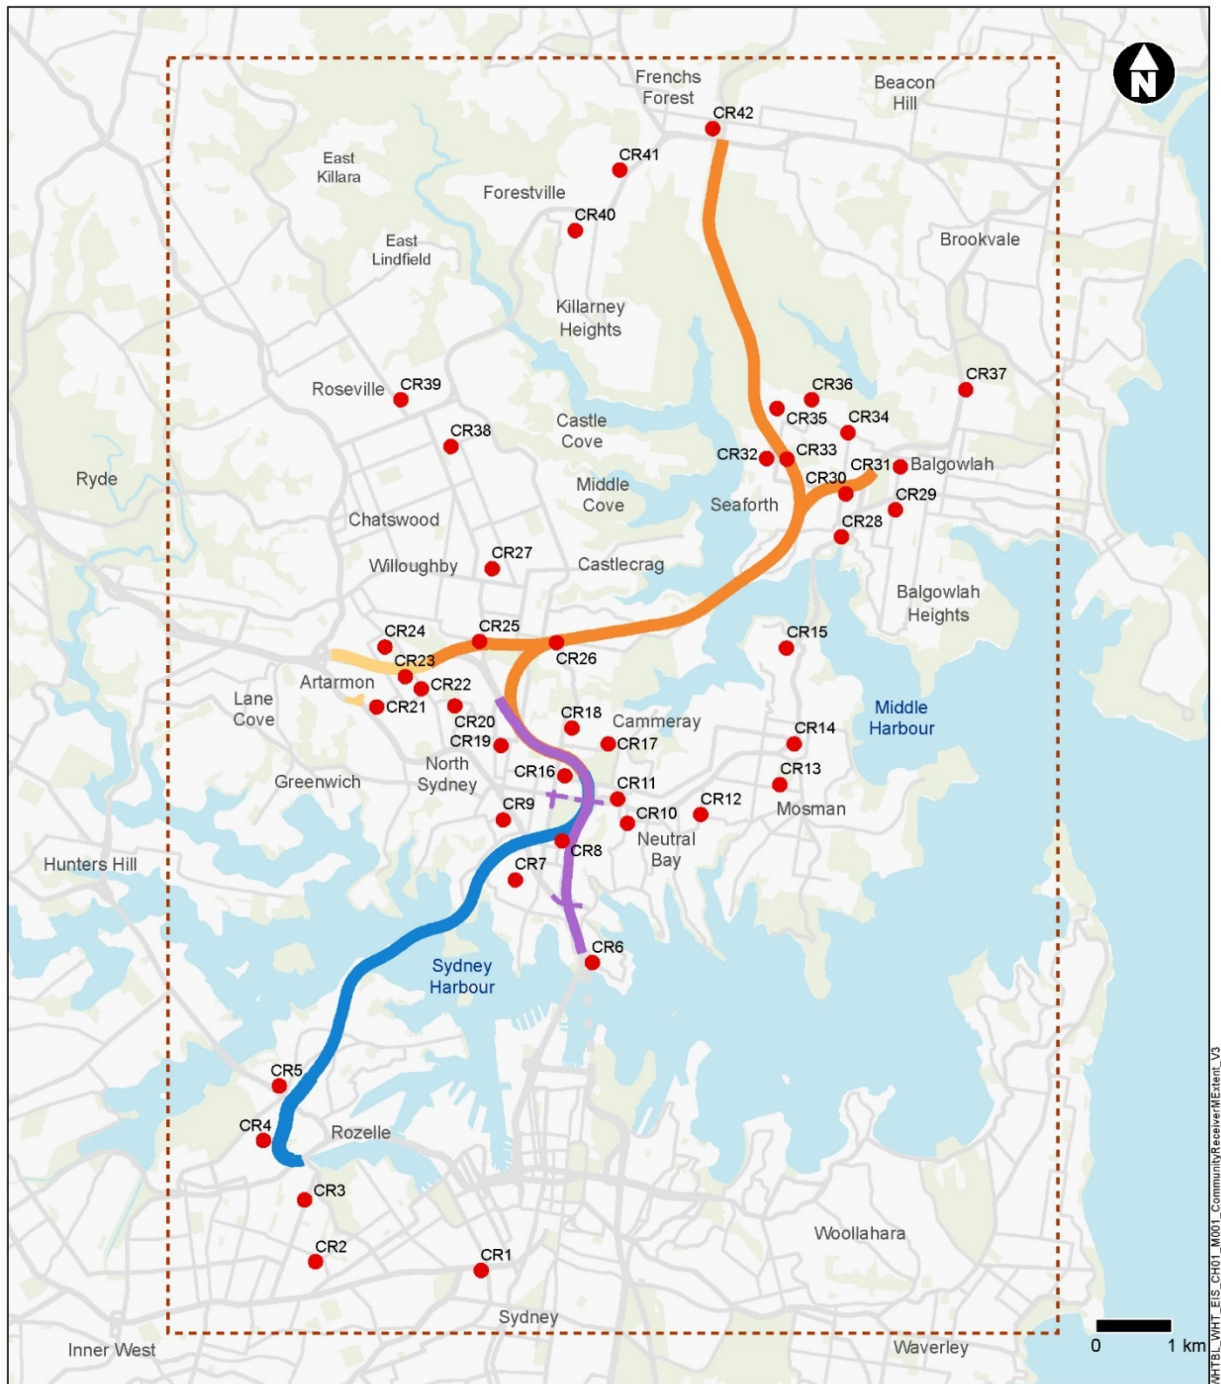 Frenchs
Forest
Beacon
Hill
N
CR42
East
Killara
CR41
Forestville
CR40
East
Lindfield
Brookvale
Killarney
Heights
Roseville
CR39
CR36
CR37
CR35
CR34
Castle
Cove
CR38
CR32
CR33
CR31
Balgowlah
Ryde
Middle
Cove
CR30
Seaforth
CR29
Chatswood
CR28
CR27
Willoughby
Castlecrag
Balgowlah
Heights
CR25
CR24
CR26
CR15
CR23
Artarmon
CR22
Lane
Cove
CR21
CR20
CR18
Cammeray
Middle
Harbour
CR19
CR17
CR14
North
Sydney
CR16
Greenwich
CR11
CR13
CR9
CR10
CR12
Mosman
Neutral
Bay
CR8
Hunters Hill
CR7
CR6
Sydney
Harbour
CR5
CR4
Rozelle
CR3
Woollahara
CR2
CR1
Sydney
Inner West
Waverley
0 1 km
WHTBL_WHT_EIS_CH01_M001_CommunityReceiverMExtent_V3